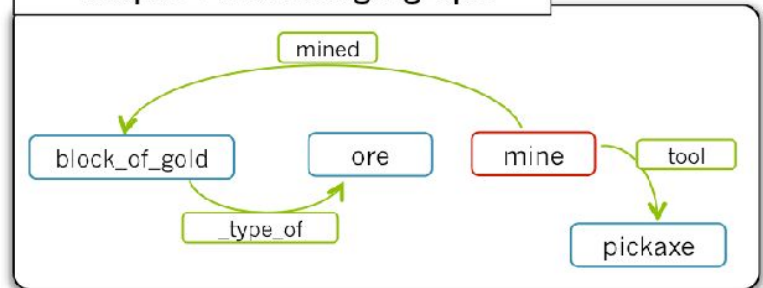 mined
block_of_gold
ore
mine
tool
_type_of
pickaxe